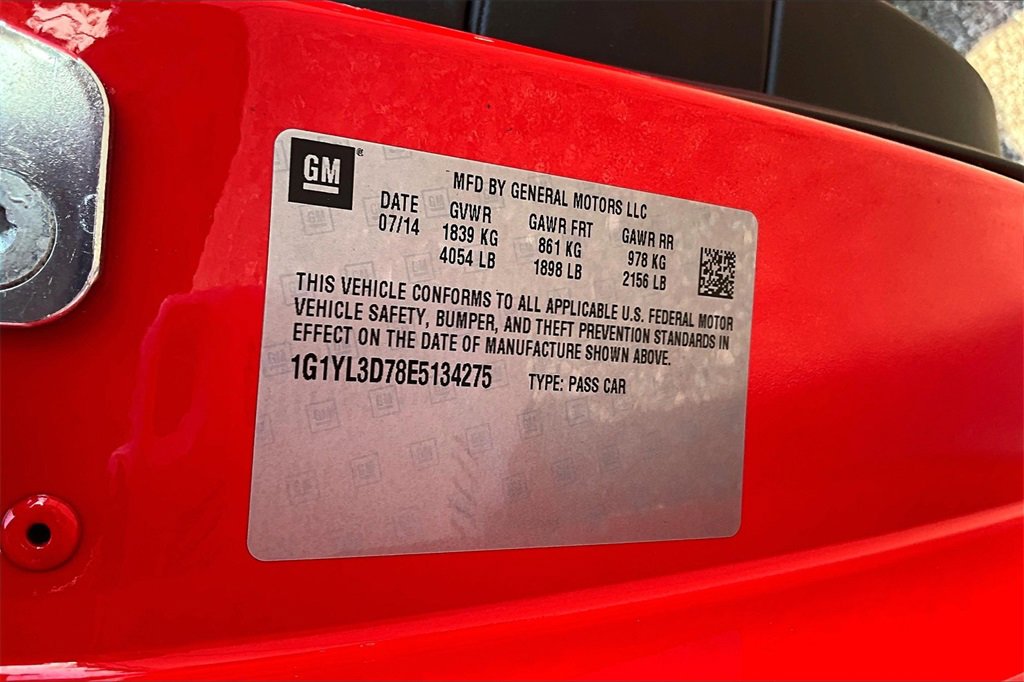 GM®
MFD BY GENERAL MOTORS LLC
DATE GVWR GAWR FRT GAWR RR
07/14 1839 KG 861 KG 978 KG
4054 LB 1898 LB 2156 LB
THIS VEHICLE CONFORMS TO ALL APPLICABLE U.S. FEDERAL MOTOR
VEHICLE SAFETY, BUMPER, AND THEFT PREVENTION STANDARDS IN
EFFECT ON THE DATE OF MANUFACTURE SHOWN ABOVE.
1G1YL3D78E5134275 TYPE: PASS CAR